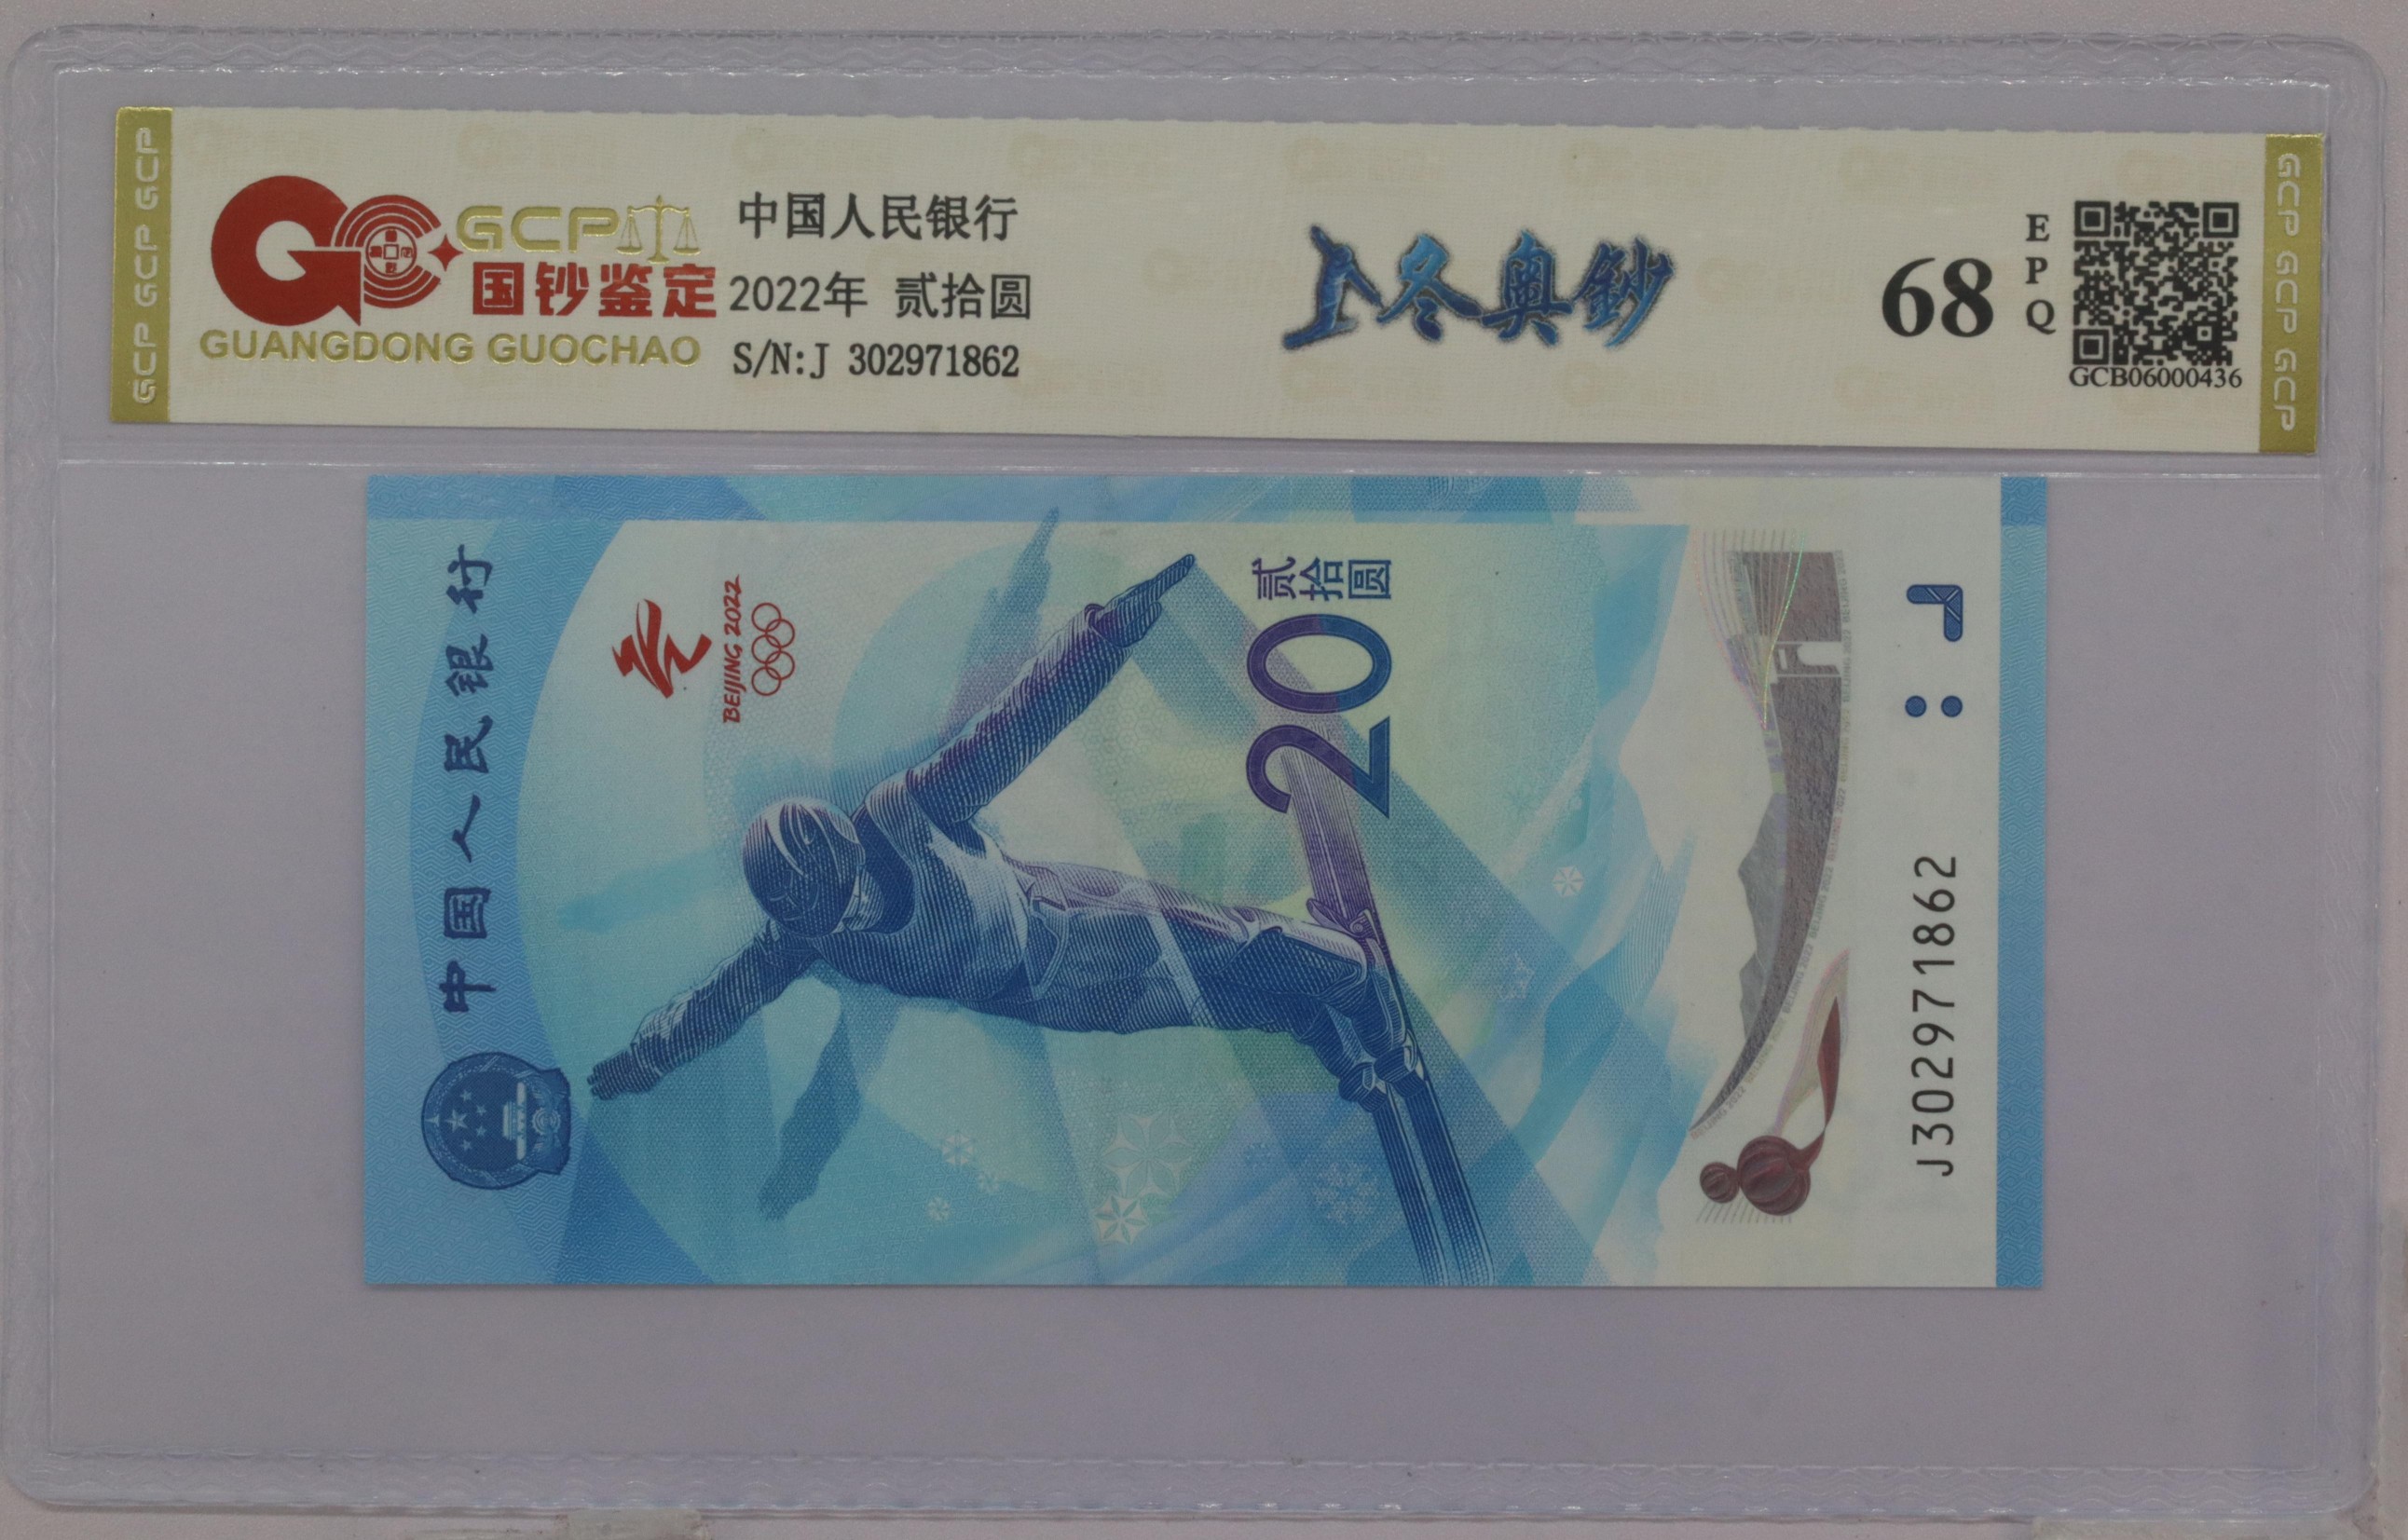 GCP GCP GCP
GCP
国钞鉴定
GUANGDONG GUOCHAO
中国人民银行
2022年 贰拾圆
S/N:J 302971862
上冬奥鈔
68
EPQ
GCB06000436
GCP GCP GCP
中国人民银行
BEIJING 2022
贰拾圆
20
J302971862